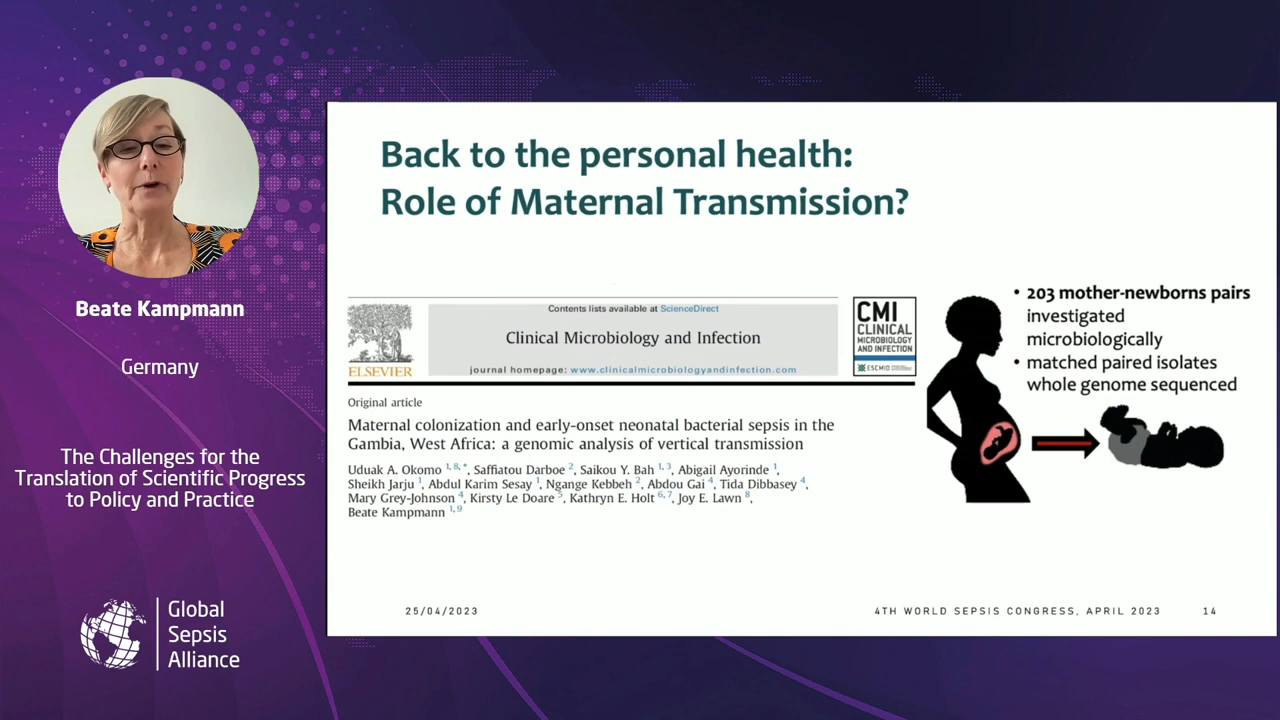 Beate Kampmann
Germany
The Challenges for the
Translation of Scientific Progress
to Policy and Practice
Global
Sepsis
Alliance
Back to the personal health:
Role of Maternal Transmission?
ELSEVIER
Contents lists available at ScienceDirect
Clinical Microbiology and Infection
journal homepage: www.clinicalmicrobiologyandinfection.com
CMI
CLINICAL
MICROBIOLOGY
AND INFECTION
ESCMID
Original article
Maternal colonization and early-onset neonatal bacterial sepsis in the
Gambia, West Africa: a genomic analysis of vertical transmission
Uduak A. Okomo 1, 8, *, Saffiatou Darboe 2, Saikou Y. Bah 1, 3, Abigail Ayorinde 1,
Sheikh Jarju 1, Abdul Karim Sesay 1, Ngange Kebbeh 2, Abdou Gai 4, Tida Dibbasey 4,
Mary Grey-Johnson 4, Kirsty Le Doare 5, Kathryn E. Holt 6, 7, Joy E. Lawn 8,
Beate Kampmann 1, 9
• 203 mother-newborns pairs
investigated
microbiologically
• matched paired isolates
whole genome sequenced
25/04/2023
4TH WORLD SEPSIS CONGRESS, APRIL 2023
14